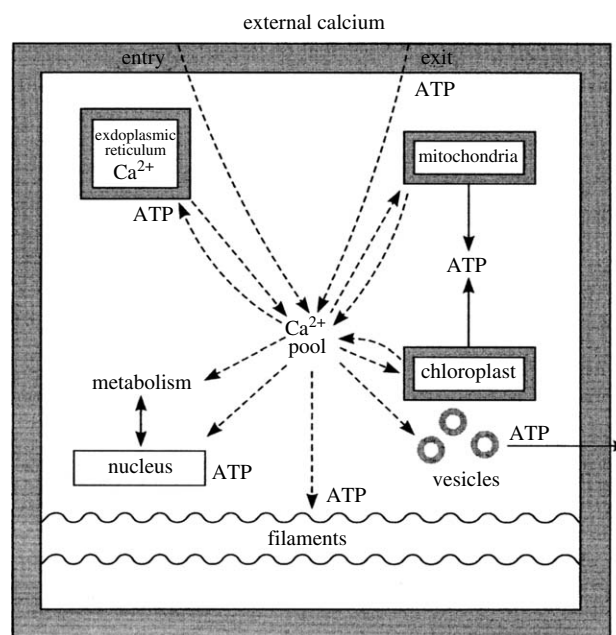 external calcium
entry
exit
ATP
exdoplasmic
reticulum
Ca²⁺
ATP
mitochondria
ATP
Ca²⁺
pool
chloroplast
metabolism
nucleus
ATP
ATP
vesicles
ATP
filaments